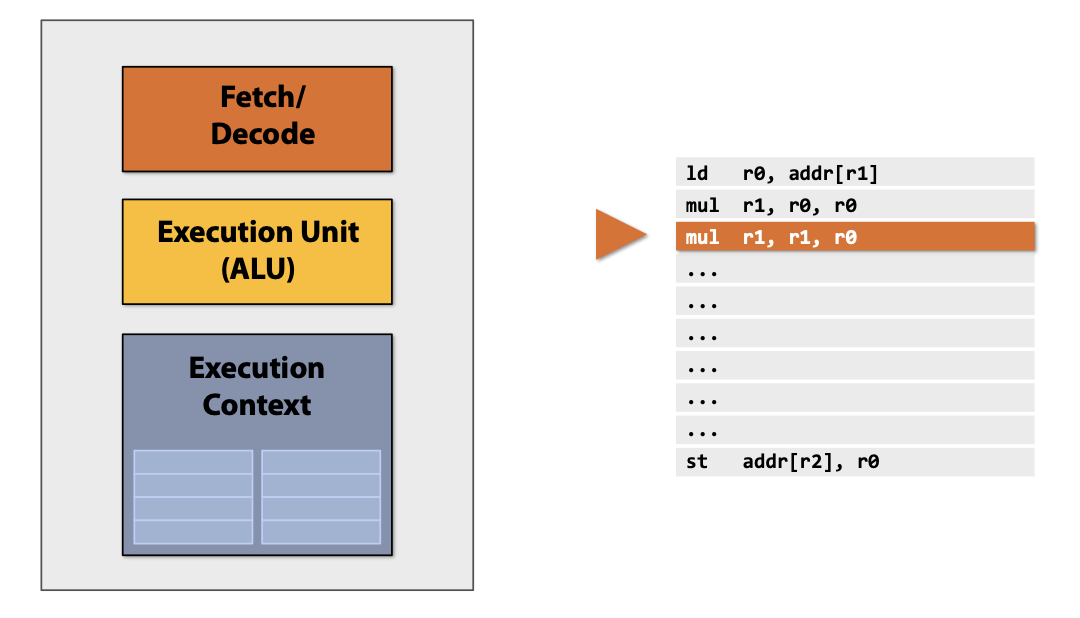 Fetch/
Decode
Execution Unit
(ALU)
Execution
Context
ld r0, addr[r1]
mul r1, r0, r0
mul r1, r1, r0
...
...
...
...
...
...
st addr[r2], r0